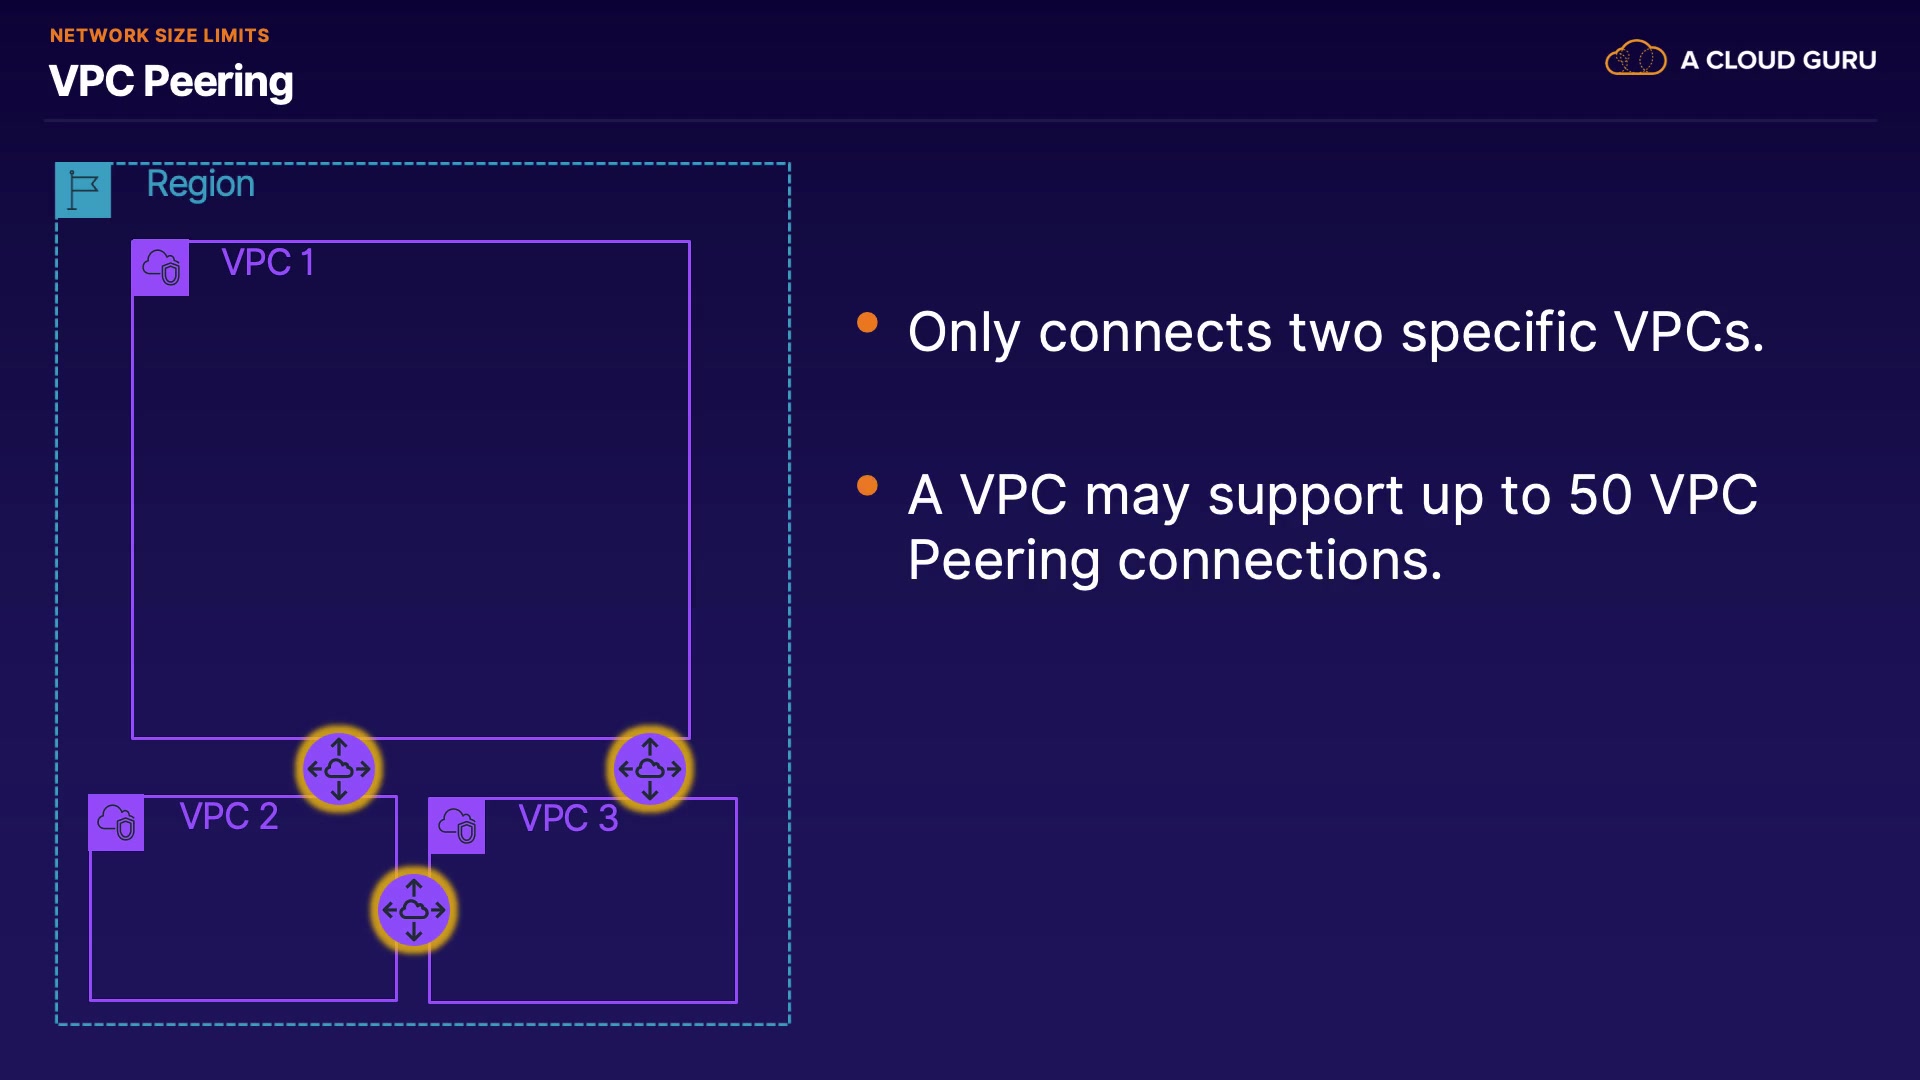 NETWORK SIZE LIMITS
VPC Peering
A CLOUD GURU
Region
VPC 1
VPC 2
VPC 3
Only connects two specific VPCs.
A VPC may support up to 50 VPC
Peering connections.